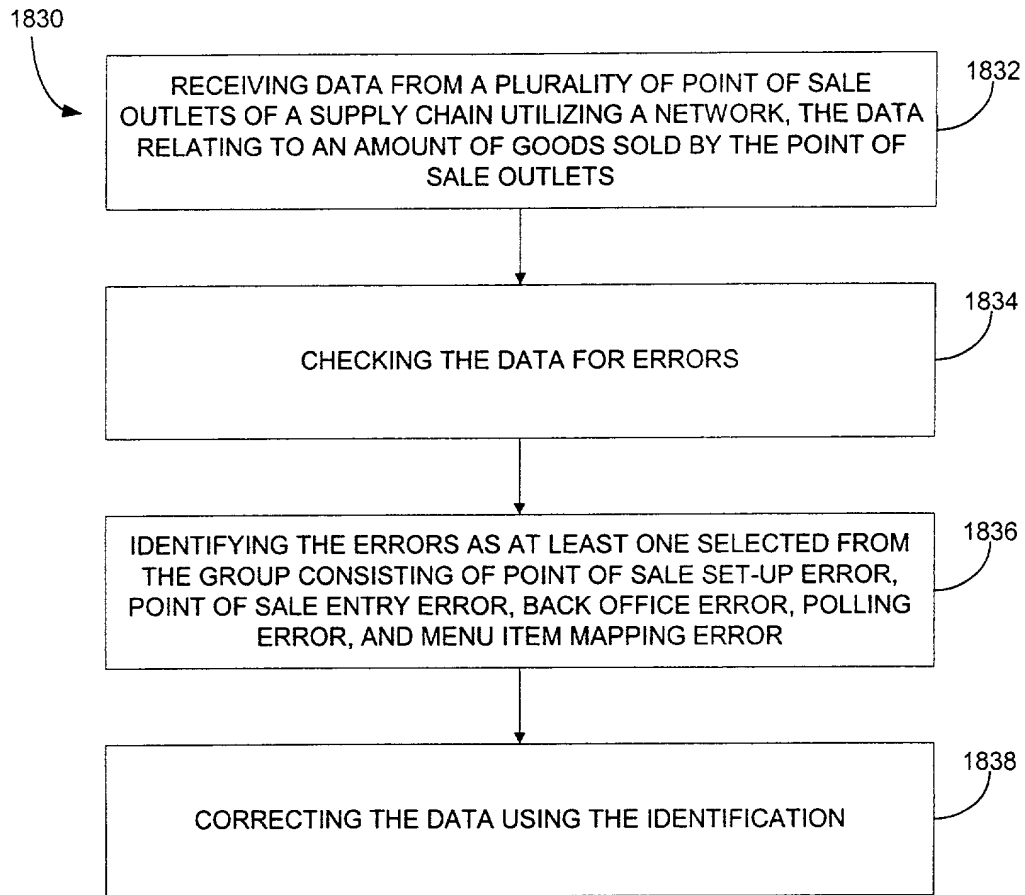 1830
RECEIVING DATA FROM A PLURALITY OF POINT OF SALE
OUTLETS OF A SUPPLY CHAIN UTILIZING A NETWORK, THE DATA
RELATING TO AN AMOUNT OF GOODS SOLD BY THE POINT OF
SALE OUTLETS
1832
CHECKING THE DATA FOR ERRORS
1834
IDENTIFYING THE ERRORS AS AT LEAST ONE SELECTED FROM
THE GROUP CONSISTING OF POINT OF SALE SET-UP ERROR,
POINT OF SALE ENTRY ERROR, BACK OFFICE ERROR, POLLING
ERROR, AND MENU ITEM MAPPING ERROR
1836
CORRECTING THE DATA USING THE IDENTIFICATION
1838